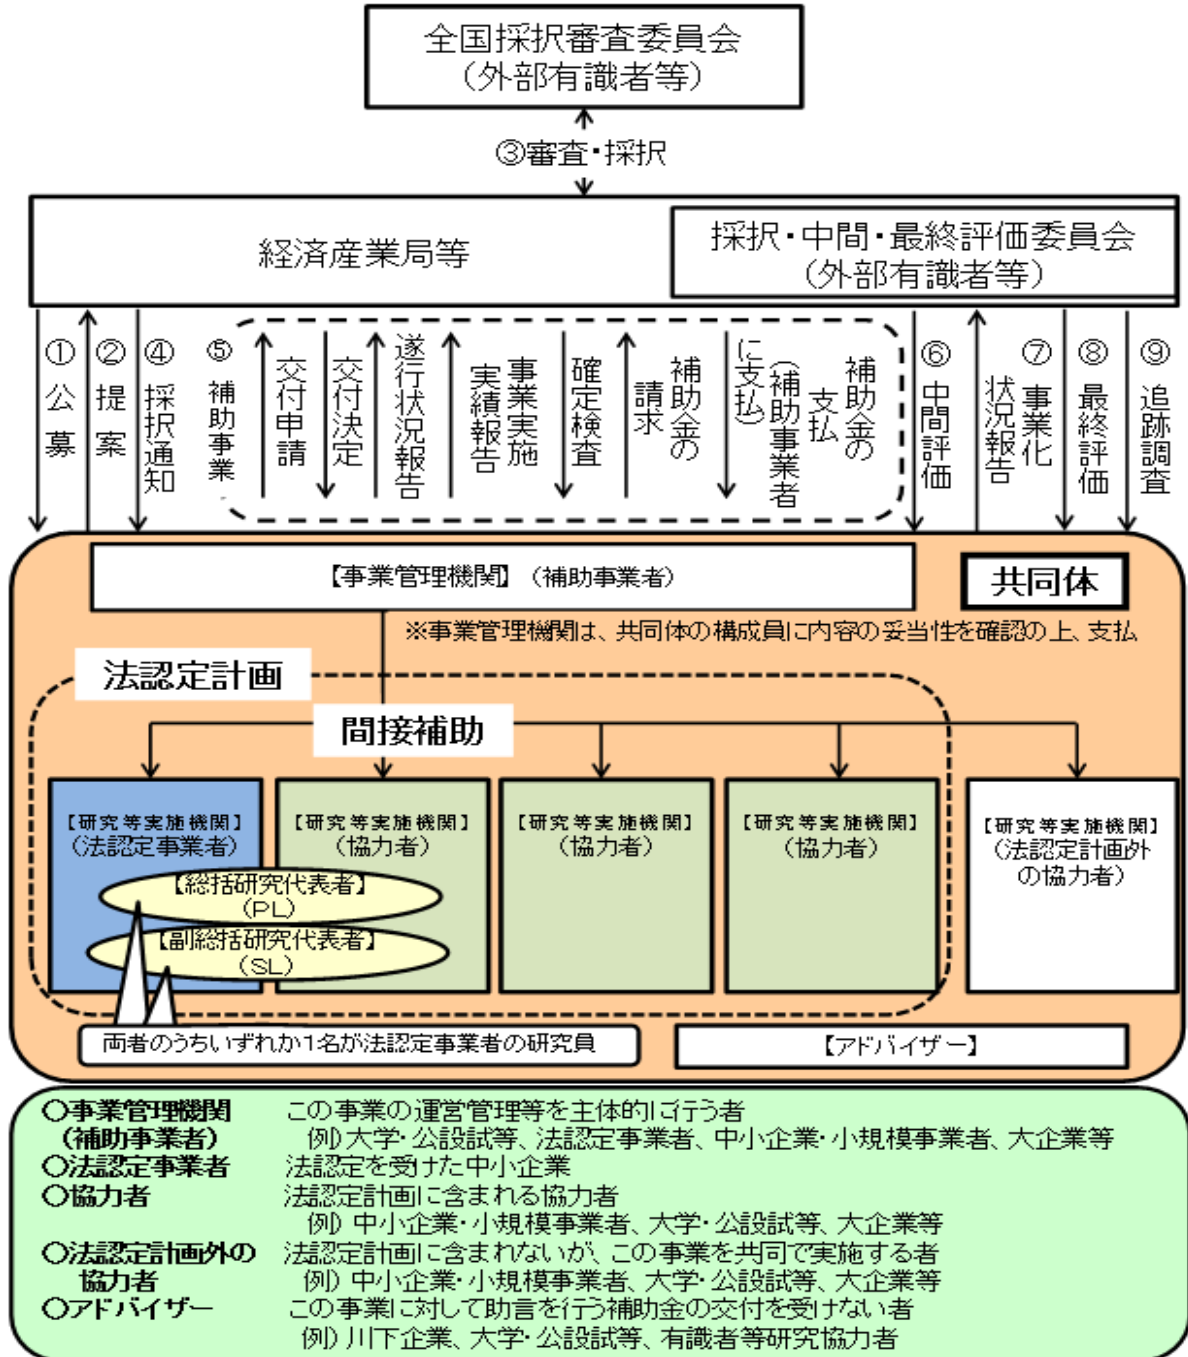 全国採択審査委員会
（外部有識者等）
③審査・採択
経済産業局等
採択・中間・最終評価委員会
（外部有識者等）
①公募
②提案
④採択通知
⑤補助事業
交付申請
交付決定
遂行状況報告
事業実施
実績報告
確定検査
補助金の
請求
補助金の
支払
（補助事業者
に支払）
⑥中間評価
⑦事業化
状況報告
⑧最終評価
⑨追跡調査
【事業管理機関】（補助事業者）
共同体
※事業管理機関は、共同体の構成員に内容の妥当性を確認の上、支払
法認定計画
間接補助
【研究等実施機関】
（法認定事業者）
【研究等実施機関】
（協力者）
【研究等実施機関】
（協力者）
【研究等実施機関】
（協力者）
【研究等実施機関】
（法認定計画外
の協力者）
【総括研究代表者】
（PL）
【副総括研究代表者】
（SL）
両者のうちいずれか1名が法認定事業者の研究員
【アドバイザー】
○事業管理機関 この事業の運営管理等を主体的に行う者
（補助事業者） 例）大学・公設試等、法認定事業者、中小企業・小規模事業者、大企業等
○法認定事業者 法認定を受けた中小企業
○協力者 法認定計画に含まれる協力者
例）中小企業・小規模事業者、大学・公設試等、大企業等
○法認定計画外の 法認定計画に含まれないが、この事業を共同で実施する者
協力者 例）中小企業・小規模事業者、大学・公設試等、大企業等
○アドバイザー この事業に対して助言を行う補助金の交付を受けない者
例）川下企業、大学・公設試等、有識者等研究協力者